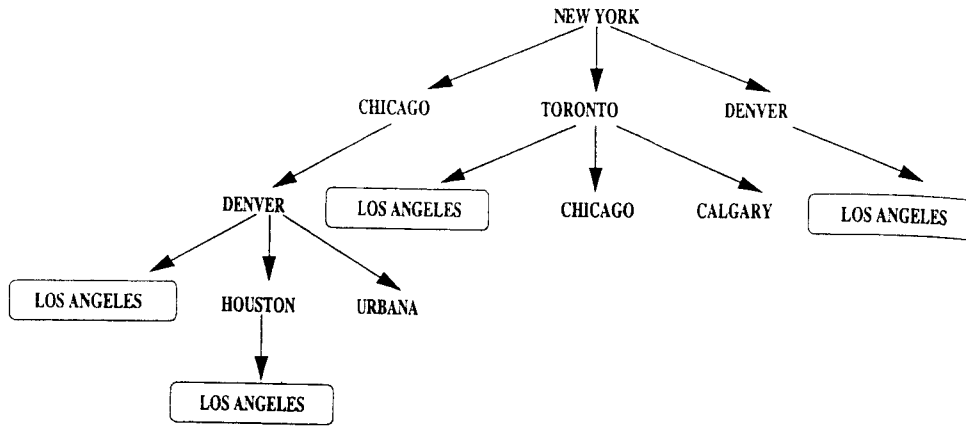 NEW YORK
CHICAGO
TORONTO
DENVER
DENVER
LOS ANGELES
CHICAGO
CALGARY
LOS ANGELES
LOS ANGELES
HOUSTON
URBANA
LOS ANGELES